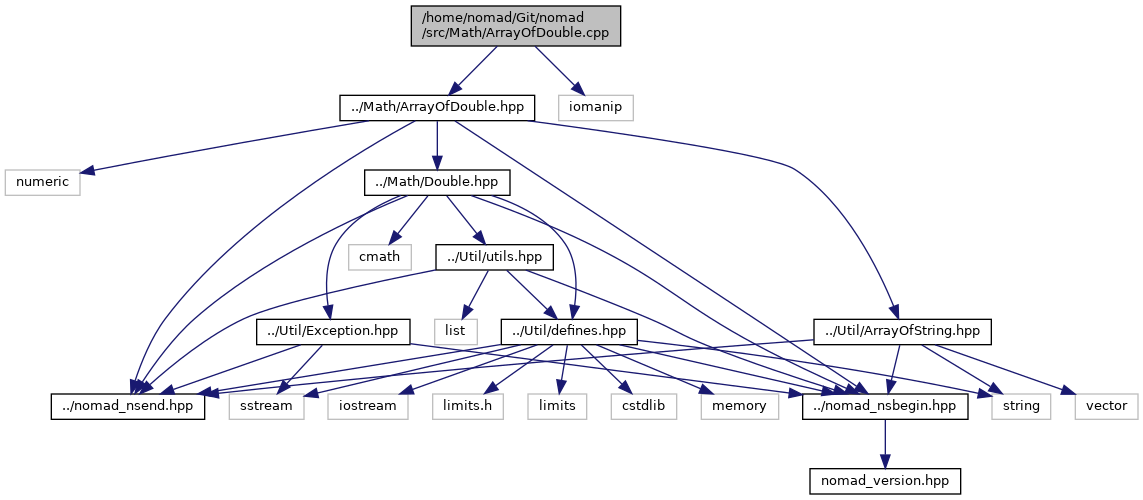 /home/nomad/Git/nomad
/src/Math/ArrayOfDouble.cpp
../Math/ArrayOfDouble.hpp
iomanip
numeric
../Math/Double.hpp
cmath
../Util/utils.hpp
../Util/Exception.hpp
list
../Util/defines.hpp
../Util/ArrayOfString.hpp
../nomad_nsend.hpp
sstream
iostream
limits.h
limits
cstdlib
memory
../nomad_nsbegin.hpp
string
vector
nomad_version.hpp